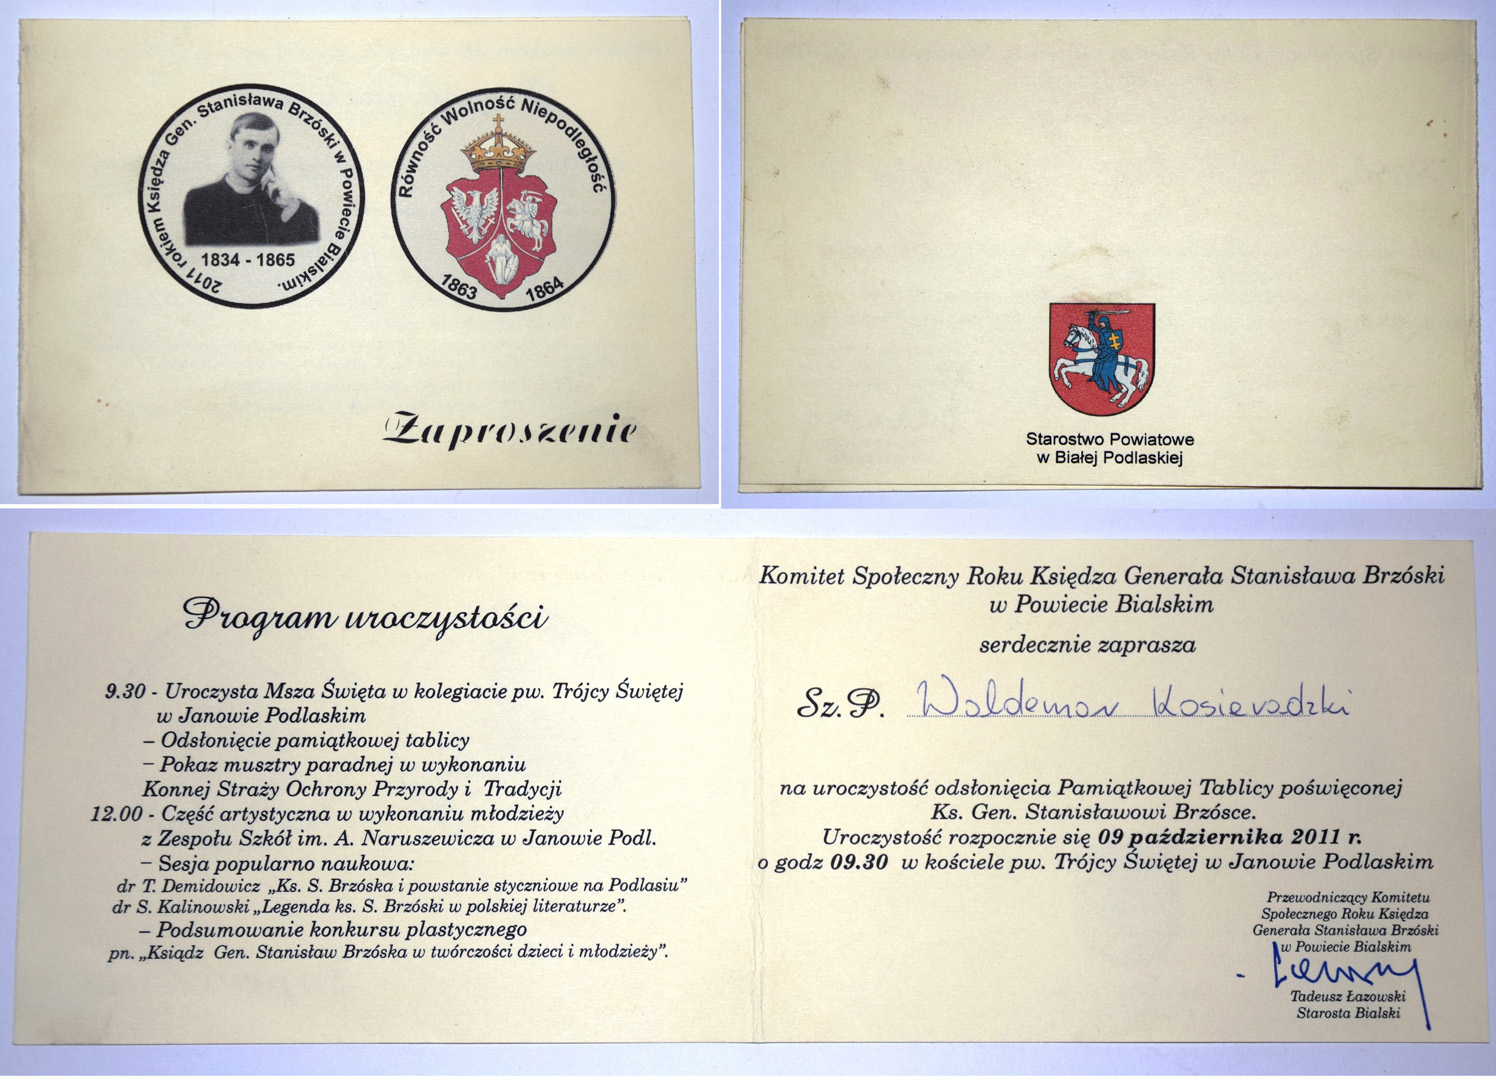 2011 rokiem Księdza Gen. Stanisława Brzóski w Powiecie Bialskim.
1834 - 1865
Równość Wolność Niepodległość
1863 1864
Zaproszenie
Starostwo Powiatowe
w Białej Podlaskiej
Program uroczystości
9.30 - Uroczysta Msza Święta w kolegiacie pw. Trójcy Świętej
w Janowie Podlaskim
– Odsłonięcie pamiątkowej tablicy
– Pokaz musztry paradnej w wykonaniu
Konnej Straży Ochrony Przyrody i Tradycji
12.00 - Część artystyczna w wykonaniu młodzieży
z Zespołu Szkół im. A. Naruszewicza w Janowie Podl.
– Sesja popularno naukowa:
dr T. Demidowicz „Ks. S. Brzóska i powstanie styczniowe na Podlasiu”
dr S. Kalinowski „Legenda ks. S. Brzóski w polskiej literaturze”.
– Podsumowanie konkursu plastycznego
pn. „Ksiądz Gen. Stanisław Brzóska w twórczości dzieci i młodzieży”.
Komitet Społeczny Roku Księdza Generała Stanisława Brzóski
w Powiecie Bialskim
serdecznie zaprasza
Sz. P. Waldemar Kosieradzki
na uroczystość odsłonięcia Pamiątkowej Tablicy poświęconej
Ks. Gen. Stanisławowi Brzósce.
Uroczystość rozpocznie się 09 października 2011 r.
o godz 09.30 w kościele pw. Trójcy Świętej w Janowie Podlaskim
Przewodniczący Komitetu
Społecznego Roku Księdza
Generała Stanisława Brzóski
w Powiecie Bialskim
Tadeusz Łazowski
Starosta Bialski